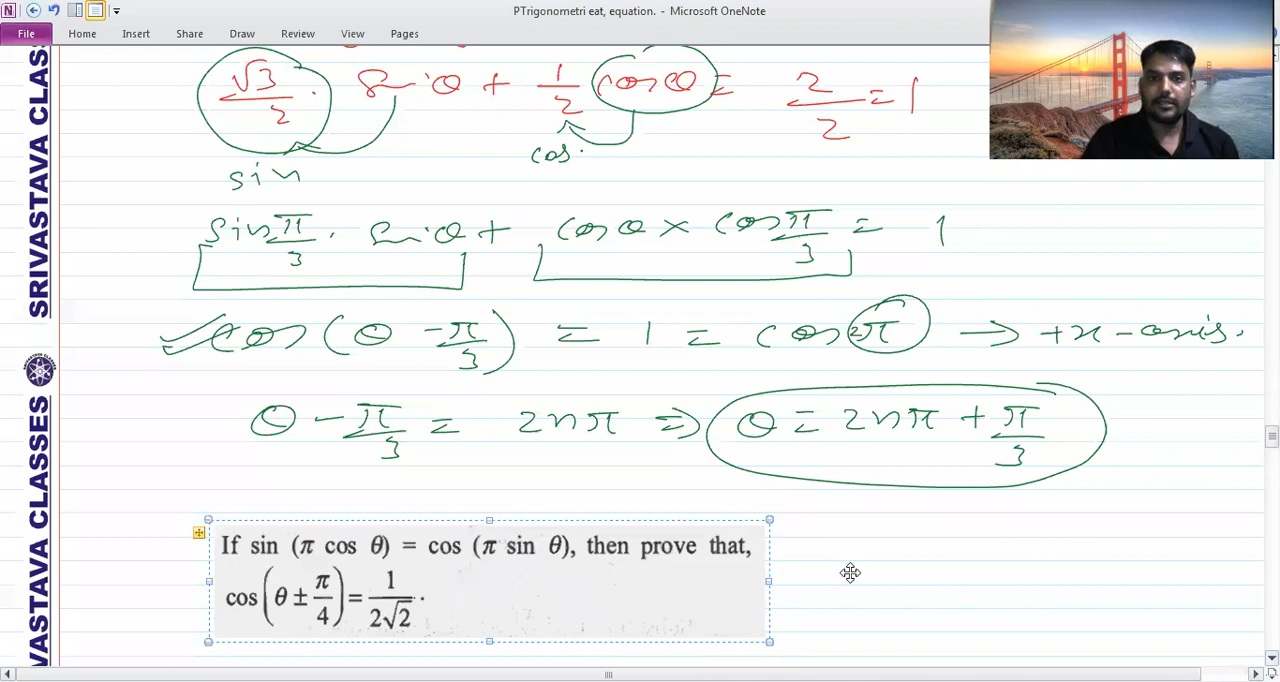 PTrigonometri eat, equation. - Microsoft OneNote
File Home Insert Share Draw Review View Pages
SRIVASTAVA CLAS
VASTAVA CLASSES
√3/2 · sinθ + 1/2 cosθ = 2/2 = 1
sin
cos.
sin π/3 · sinθ + cosθ × cos π/3 = 1
cos(θ - π/3) = 1 = cos 2π → +x-axis.
θ - π/3 = 2nπ ⇒ θ = 2nπ + π/3
If sin (π cos θ) = cos (π sin θ), then prove that,
cos(θ ± π/4) = 1/2√2 .